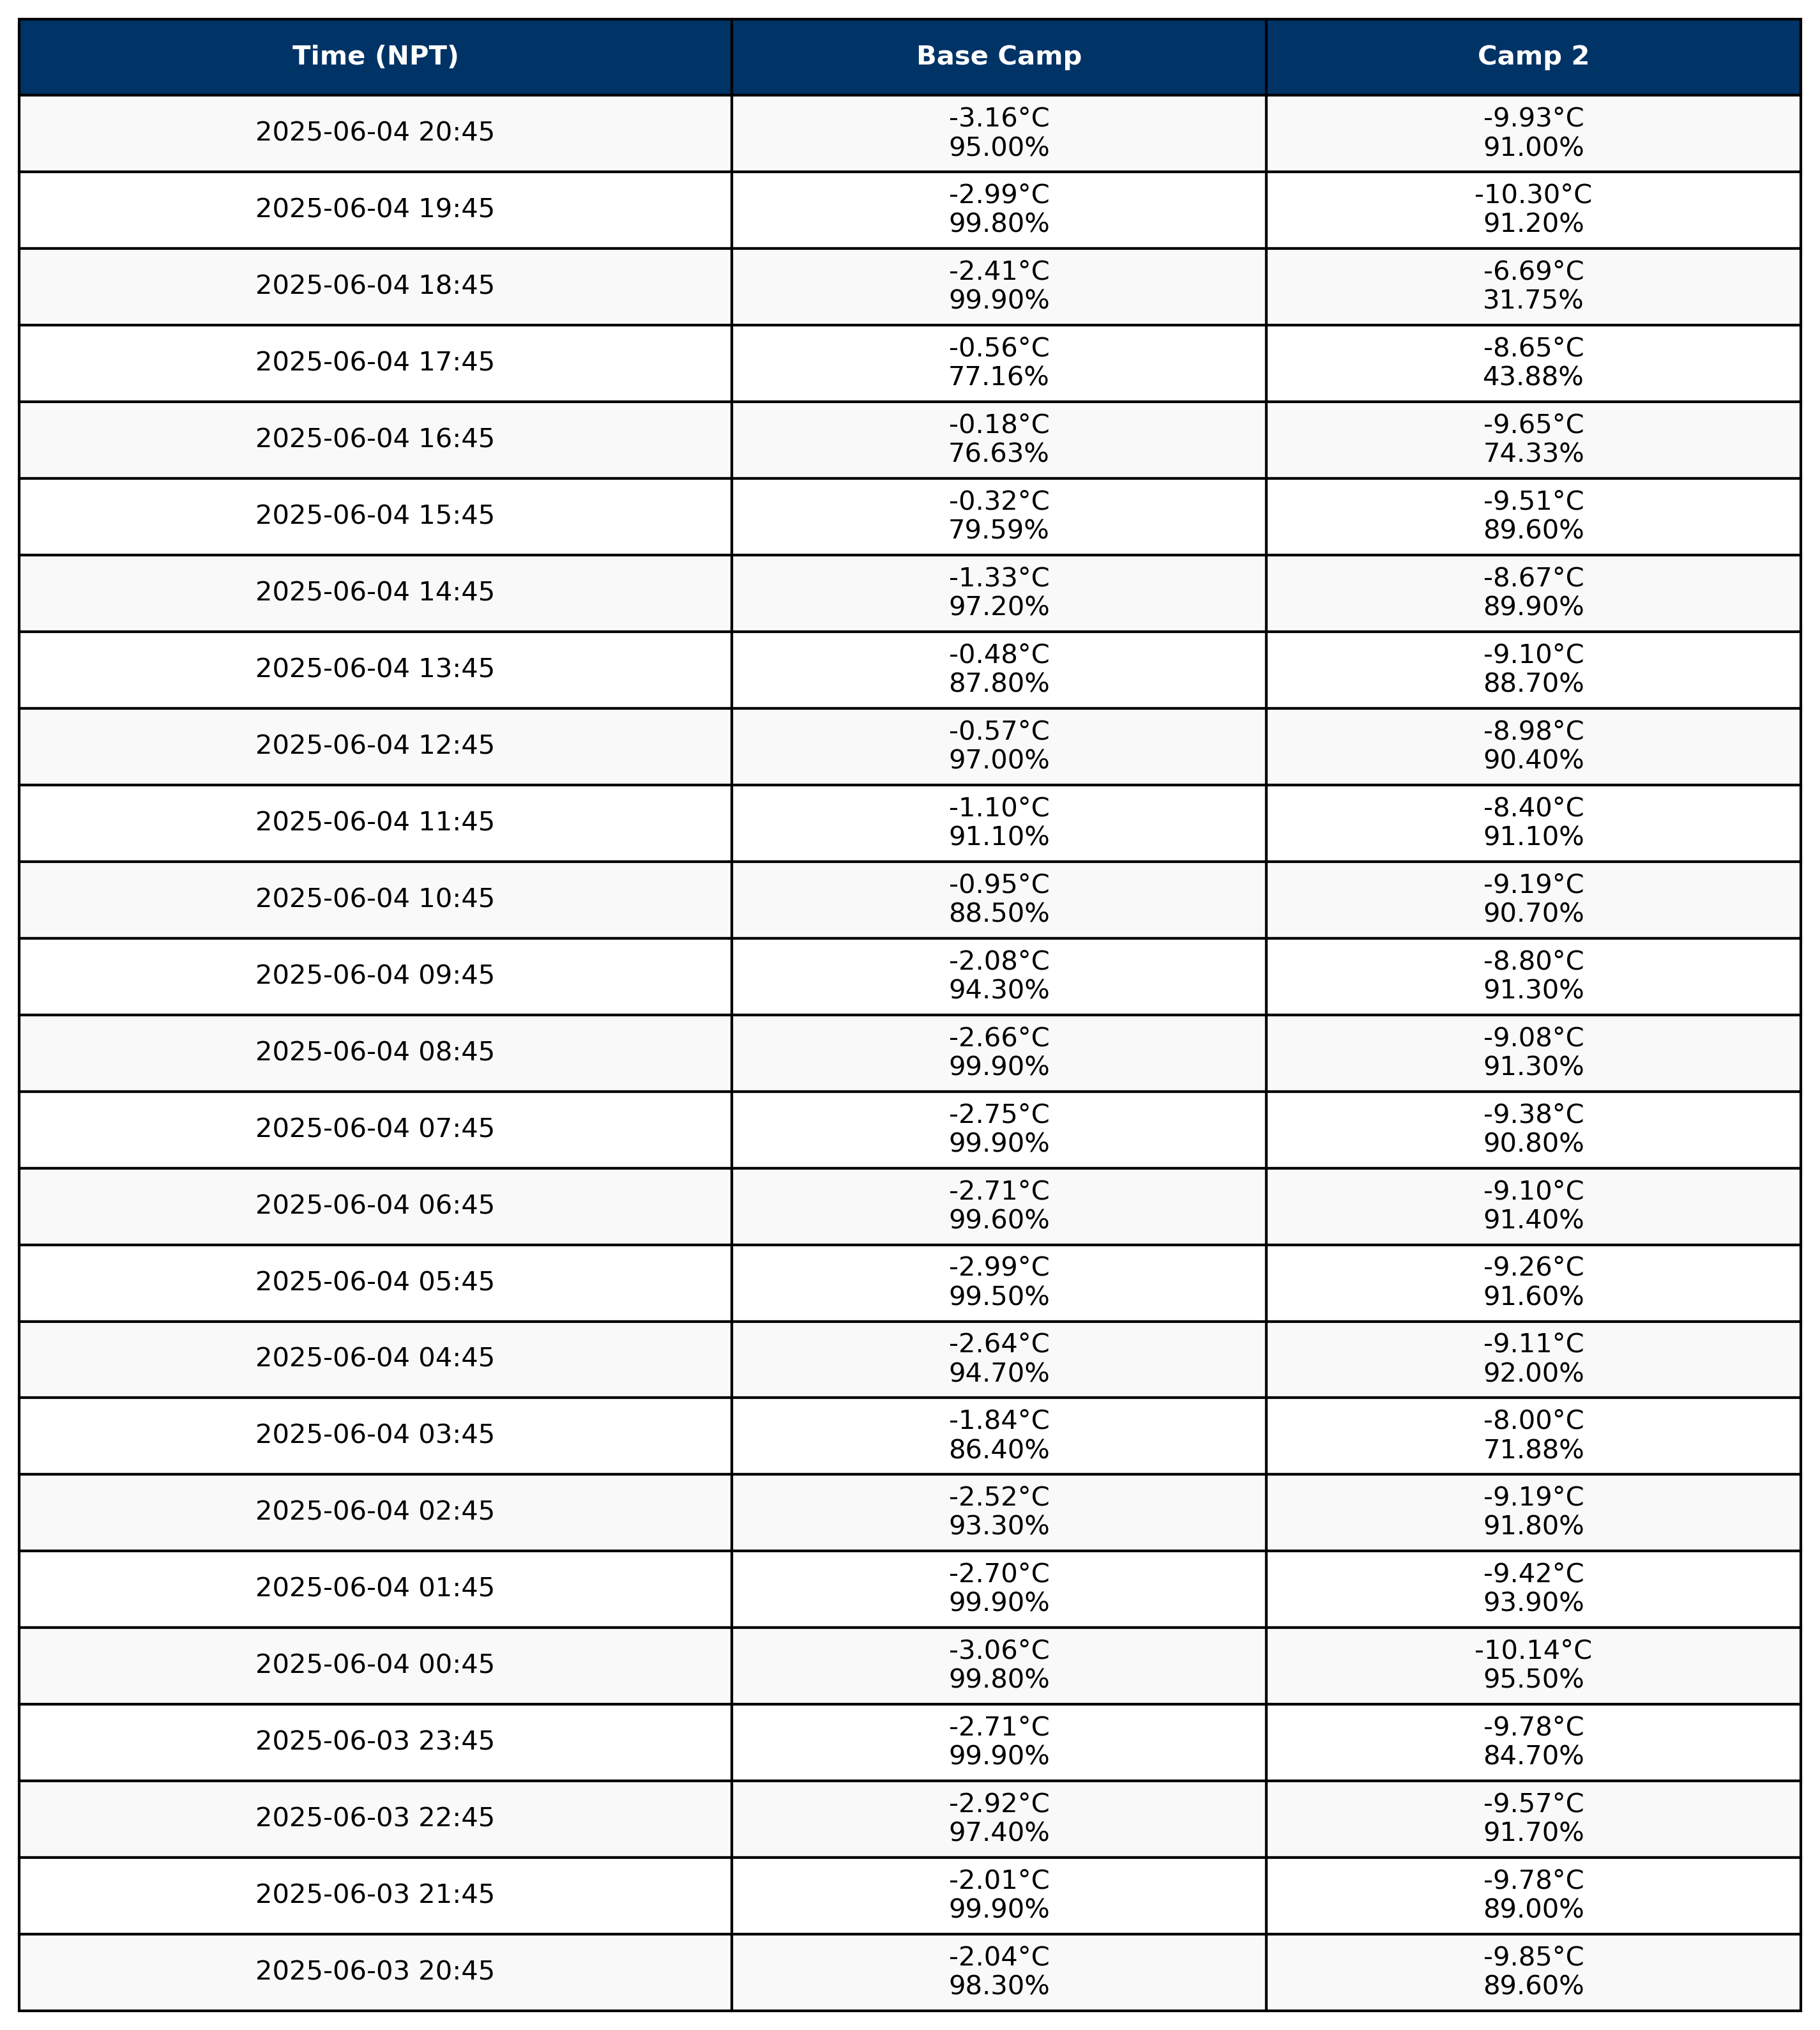 Time (NPT) Base Camp Camp 2
2025-06-04 20:45 -3.16°C 95.00% -9.93°C 91.00%
2025-06-04 19:45 -2.99°C 99.80% -10.30°C 91.20%
2025-06-04 18:45 -2.41°C 99.90% -6.69°C 31.75%
2025-06-04 17:45 -0.56°C 77.16% -8.65°C 43.88%
2025-06-04 16:45 -0.18°C 76.63% -9.65°C 74.33%
2025-06-04 15:45 -0.32°C 79.59% -9.51°C 89.60%
2025-06-04 14:45 -1.33°C 97.20% -8.67°C 89.90%
2025-06-04 13:45 -0.48°C 87.80% -9.10°C 88.70%
2025-06-04 12:45 -0.57°C 97.00% -8.98°C 90.40%
2025-06-04 11:45 -1.10°C 91.10% -8.40°C 91.10%
2025-06-04 10:45 -0.95°C 88.50% -9.19°C 90.70%
2025-06-04 09:45 -2.08°C 94.30% -8.80°C 91.30%
2025-06-04 08:45 -2.66°C 99.90% -9.08°C 91.30%
2025-06-04 07:45 -2.75°C 99.90% -9.38°C 90.80%
2025-06-04 06:45 -2.71°C 99.60% -9.10°C 91.40%
2025-06-04 05:45 -2.99°C 99.50% -9.26°C 91.60%
2025-06-04 04:45 -2.64°C 94.70% -9.11°C 92.00%
2025-06-04 03:45 -1.84°C 86.40% -8.00°C 71.88%
2025-06-04 02:45 -2.52°C 93.30% -9.19°C 91.80%
2025-06-04 01:45 -2.70°C 99.90% -9.42°C 93.90%
2025-06-04 00:45 -3.06°C 99.80% -10.14°C 95.50%
2025-06-03 23:45 -2.71°C 99.90% -9.78°C 84.70%
2025-06-03 22:45 -2.92°C 97.40% -9.57°C 91.70%
2025-06-03 21:45 -2.01°C 99.90% -9.78°C 89.00%
2025-06-03 20:45 -2.04°C 98.30% -9.85°C 89.60%